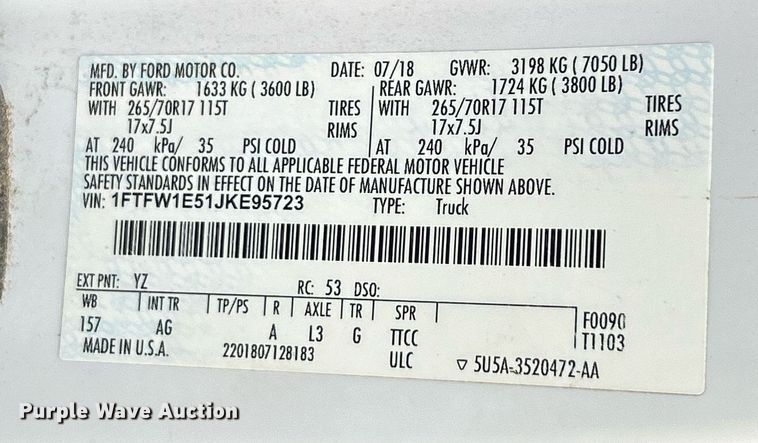 MFD. BY FORD MOTOR CO. DATE: 07/18 GVWR: 3198 KG ( 7050 LB)
FRONT GAWR: 1633 KG ( 3600 LB) REAR GAWR: 1724 KG ( 3800 LB)
WITH 265/70R17 115T TIRES WITH 265/70R17 115T TIRES
17x7.5J RIMS 17x7.5J RIMS
AT 240 kPa/ 35 PSI COLD AT 240 kPa/ 35 PSI COLD
THIS VEHICLE CONFORMS TO ALL APPLICABLE FEDERAL MOTOR VEHICLE
SAFETY STANDARDS IN EFFECT ON THE DATE OF MANUFACTURE SHOWN ABOVE.
VIN: 1FTFW1E51JKE95723 TYPE: Truck
EXT PNT: YZ RC: 53 DSO:
WB INT TR TP/PS R AXLE TR SPR F0090
157 AG A L3 G TTCC T1103
MADE IN U.S.A. 2201807128183 ULC ▽ 5U5A-3520472-AA
Purple Wave Auction